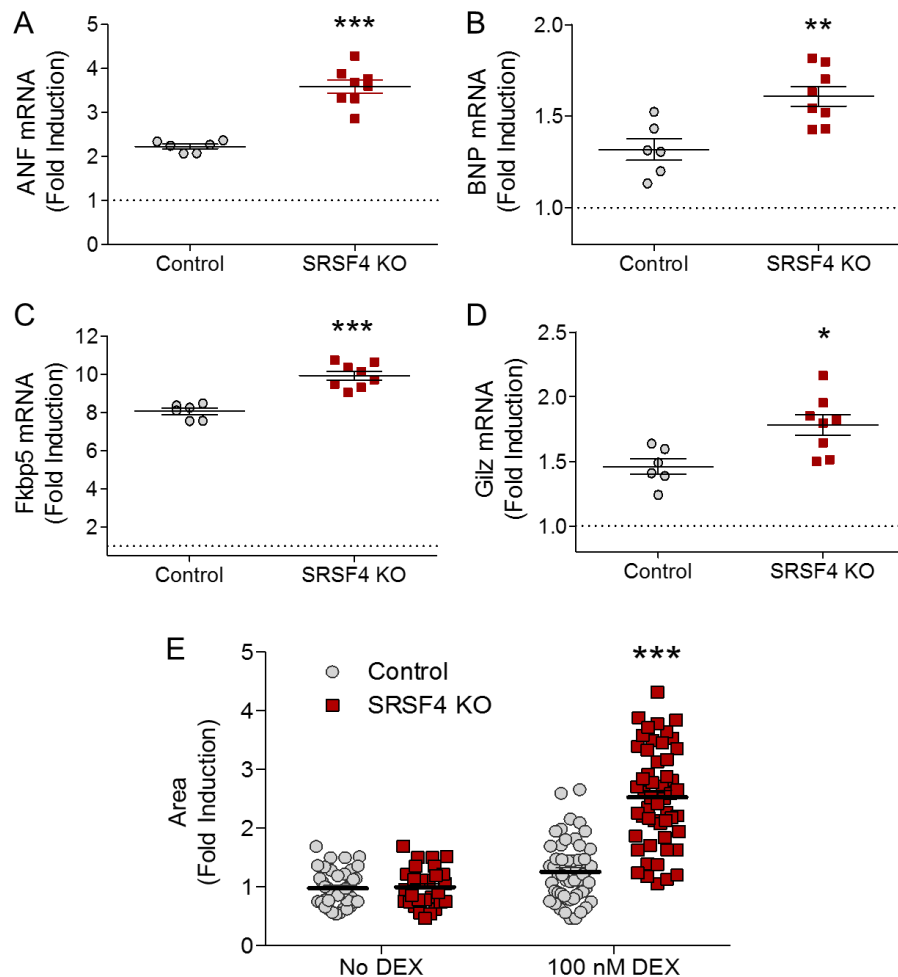 A
ANF mRNA
(Fold Induction)
5
4
3
2
1
0
***
Control
SRSF4 KO
B
BNP mRNA
(Fold Induction)
2.0
1.5
1.0
**
Control
SRSF4 KO
C
Fkbp5 mRNA
(Fold Induction)
12
10
8
6
4
2
***
Control
SRSF4 KO
D
Gilz mRNA
(Fold Induction)
2.5
2.0
1.5
1.0
*
Control
SRSF4 KO
E
Area
(Fold Induction)
5
4
3
2
1
0
Control
SRSF4 KO
***
No DEX
100 nM DEX